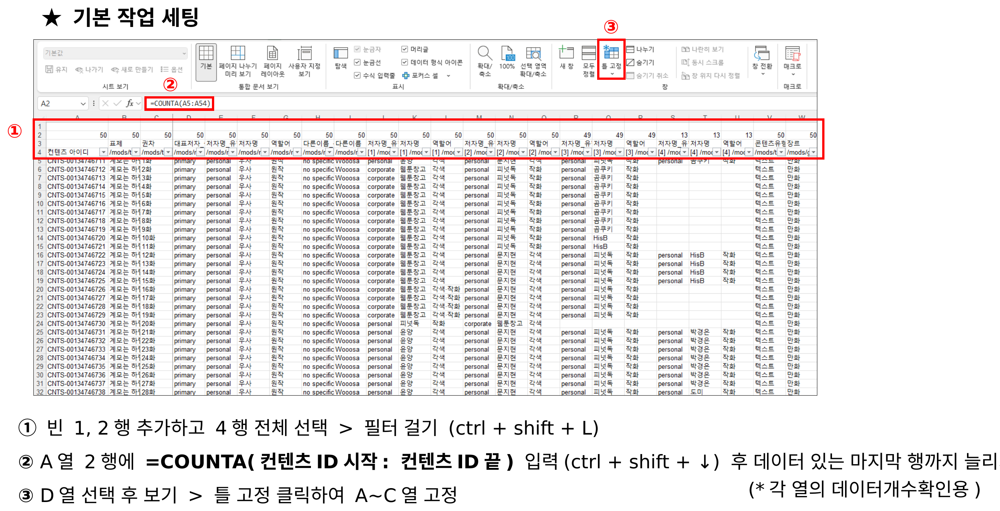 ★ 기본 작업 세팅
③
기본값
유지 나가기 새로 만들기 옵션
시트 보기
기본
페이지 나누기 미리 보기
페이지 레이아웃
사용자 지정 보기
통합 문서 보기
탐색
눈금자 머리글
눈금선 데이터 형식 아이콘
수식 입력줄 포커스 셀
표시
확대/축소
100%
선택 영역 확대/축소
확대/축소
새 창
모두 정렬
틀 고정
나누기 나란히 보기
숨기기 동시 스크롤
숨기기 취소 창 위치 다시 정렬
창 전환
창
매크로
매크로
②
A2 fx =COUNTA(A5:A54)
①
1
2 50 50 50 50 50 50 50 50 50 50 50 50 50 50 50 49 49 49 13 13 13 50 50
3 표제 권차 대표저자_ 저자명_유 저자명 역할어 다른이름_ 다른이름 저자명_유 저자명 역할어 저자명_유 저자명 역할어 저자명_유 저자명 역할어 저자명_유 저자명 역할어 콘텐츠유형 장르
4 컨텐츠 아이디 /mods/t /mods/t /mods/r /mods/r /mods/r /mods/r /mods/r /mods/r [1] /mod [1] /mod [1] /mod [2] /mod [2] /mod [2] /mod [3] /mod [3] /mod [3] /mod [4] /mod [4] /mod [4] /mod /mods/t /mods/g
5 CNTS-00134746711 계모는 하 1화 primary personal 우사 원작 no specific Wooosa personal 윤양 각색 personal 문지현 각색 personal 피넛독 작화 personal 곰쿠키 작화 텍스트 만화
6 CNTS-00134746712 계모는 하 2화 primary personal 우사 원작 no specific Wooosa corporate 웹툰창고 각색 personal 피넛독 작화 personal 곰쿠키 작화 텍스트 만화
7 CNTS-00134746713 계모는 하 3화 primary personal 우사 원작 no specific Wooosa corporate 웹툰창고 각색 personal 피넛독 작화 personal 곰쿠키 작화 텍스트 만화
8 CNTS-00134746714 계모는 하 4화 primary personal 우사 원작 no specific Wooosa corporate 웹툰창고 각색 personal 피넛독 작화 personal 곰쿠키 작화 텍스트 만화
9 CNTS-00134746715 계모는 하 5화 primary personal 우사 원작 no specific Wooosa corporate 웹툰창고 각색 personal 피넛독 작화 personal 곰쿠키 작화 텍스트 만화
10 CNTS-00134746716 계모는 하 6화 primary personal 우사 원작 no specific Wooosa corporate 웹툰창고 각색 personal 피넛독 작화 personal 곰쿠키 작화 텍스트 만화
11 CNTS-00134746717 계모는 하 7화 primary personal 우사 원작 no specific Wooosa corporate 웹툰창고 각색 personal 피넛독 작화 personal 곰쿠키 작화 텍스트 만화
12 CNTS-00134746718 계모는 하 8화 primary personal 우사 원작 no specific Wooosa corporate 웹툰창고 각색 personal 피넛독 작화 personal 곰쿠키 작화 텍스트 만화
13 CNTS-00134746719 계모는 하 9화 primary personal 우사 원작 no specific Wooosa corporate 웹툰창고 각색 personal 피넛독 작화 personal 곰쿠키 작화 텍스트 만화
14 CNTS-00134746720 계모는 하 10화 primary personal 우사 원작 no specific Wooosa corporate 웹툰창고 각색 personal 피넛독 작화 personal HisB 작화 텍스트 만화
15 CNTS-00134746721 계모는 하 11화 primary personal 우사 원작 no specific Wooosa corporate 웹툰창고 각색 personal 피넛독 작화 personal HisB 작화 텍스트 만화
16 CNTS-00134746722 계모는 하 12화 primary personal 우사 원작 no specific Wooosa corporate 웹툰창고 각색 personal 문지현 각색 personal 피넛독 작화 personal HisB 작화 텍스트 만화
17 CNTS-00134746723 계모는 하 13화 primary personal 우사 원작 no specific Wooosa corporate 웹툰창고 각색 personal 문지현 각색 personal 피넛독 작화 personal HisB 작화 텍스트 만화
18 CNTS-00134746724 계모는 하 14화 primary personal 우사 원작 no specific Wooosa corporate 웹툰창고 각색 personal 문지현 각색 personal 피넛독 작화 personal HisB 작화 텍스트 만화
19 CNTS-00134746725 계모는 하 15화 primary personal 우사 원작 no specific Wooosa corporate 웹툰창고 각색 personal 문지현 각색 personal 피넛독 작화 personal HisB 작화 텍스트 만화
20 CNTS-00134746726 계모는 하 16화 primary personal 우사 원작 no specific Wooosa corporate 웹툰창고 각색·작화 personal 문지현 각색 personal 피넛독 작화 텍스트 만화
21 CNTS-00134746727 계모는 하 17화 primary personal 우사 원작 no specific Wooosa corporate 웹툰창고 각색·작화 personal 문지현 각색 personal 피넛독 작화 텍스트 만화
22 CNTS-00134746728 계모는 하 18화 primary personal 우사 원작 no specific Wooosa corporate 웹툰창고 각색·작화 personal 문지현 각색 personal 피넛독 작화 텍스트 만화
23 CNTS-00134746729 계모는 하 19화 primary personal 우사 원작 no specific Wooosa corporate 웹툰창고 각색·작화 personal 문지현 각색 personal 피넛독 작화 텍스트 만화
24 CNTS-00134746730 계모는 하 20화 primary personal 우사 원작 no specific Wooosa personal 피넛독 작화 corporate 웹툰창고 각색 텍스트 만화
25 CNTS-00134746731 계모는 하 21화 primary personal 우사 원작 no specific Wooosa personal 윤양 각색 personal 문지현 각색 personal 피넛독 작화 personal 박경은 작화 텍스트 만화
26 CNTS-00134746732 계모는 하 22화 primary personal 우사 원작 no specific Wooosa personal 윤양 각색 personal 문지현 각색 personal 피넛독 작화 personal 박경은 작화 텍스트 만화
27 CNTS-00134746733 계모는 하 23화 primary personal 우사 원작 no specific Wooosa personal 윤양 각색 personal 문지현 각색 personal 피넛독 작화 personal 박경은 작화 텍스트 만화
28 CNTS-00134746734 계모는 하 24화 primary personal 우사 원작 no specific Wooosa personal 윤양 각색 personal 문지현 각색 personal 피넛독 작화 personal 박경은 작화 텍스트 만화
29 CNTS-00134746735 계모는 하 25화 primary personal 우사 원작 no specific Wooosa personal 윤양 각색 personal 문지현 각색 personal 피넛독 작화 personal 박경은 작화 텍스트 만화
30 CNTS-00134746736 계모는 하 26화 primary personal 우사 원작 no specific Wooosa personal 윤양 각색 personal 문지현 각색 personal 피넛독 작화 personal 박경은 작화 텍스트 만화
31 CNTS-00134746737 계모는 하 27화 primary personal 우사 원작 no specific Wooosa personal 윤양 각색 personal 문지현 각색 personal 피넛독 작화 personal 박경은 작화 텍스트 만화
32 CNTS-00134746738 계모는 하 28화 primary personal 우사 원작 no specific Wooosa personal 윤양 각색 personal 문지현 각색 personal 피넛독 작화 personal 도미 작화 텍스트 만화
① 빈 1, 2 행 추가하고 4 행 전체 선택 > 필터 걸기 (ctrl + shift + L)
② A 열 2 행에 =COUNTA( 컨텐츠 ID 시작 : 컨텐츠 ID 끝 ) 입력 (ctrl + shift + ↓) 후 데이터 있는 마지막 행까지 늘리
(* 각 열의 데이터개수확인용 )
③ D 열 선택 후 보기 > 틀 고정 클릭하여 A~C 열 고정